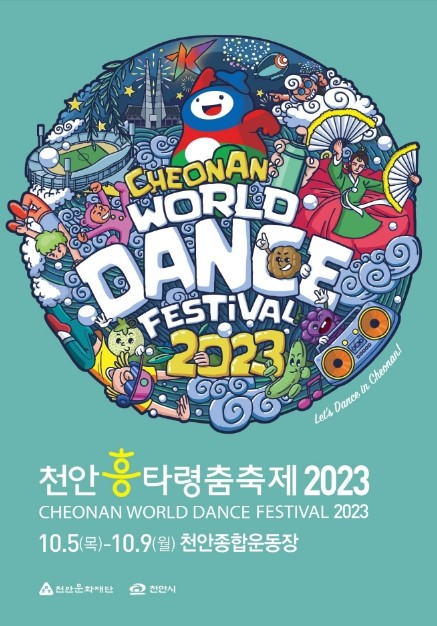 CHEONAN
WORLD
DANCE
FESTiVAL
2023
Let's Dance in Cheonan!
천안흥타령춤축제 2023
CHEONAN WORLD DANCE FESTIVAL 2023
10.5(목)-10.9(월) 천안종합운동장
천안문화재단 천안시